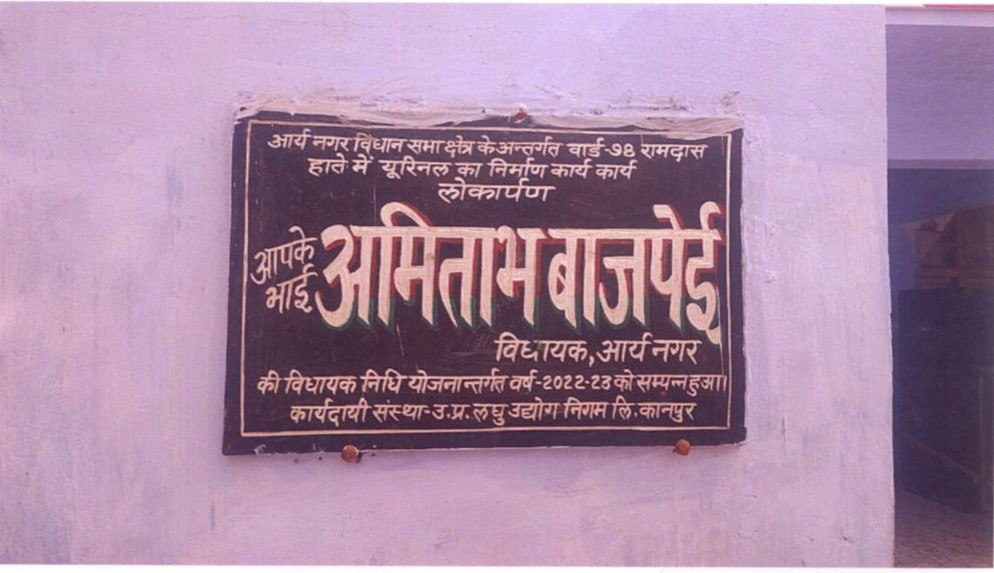 आर्य नगर विधान सभा क्षेत्र के अन्तर्गत वार्ड-98 रामदास
हाते में यूरिनल का निर्माण कार्य कार्य
लोकार्पण
आपके भाई अमिताभ बाजपेई
विधायक, आर्य नगर
की विधायक निधि योजनान्तर्गत वर्ष-2022-23 को सम्पन्न हुआ।
कार्यदायी संस्था-उ.प्र. लघु उद्योग निगम लि. कानपुर